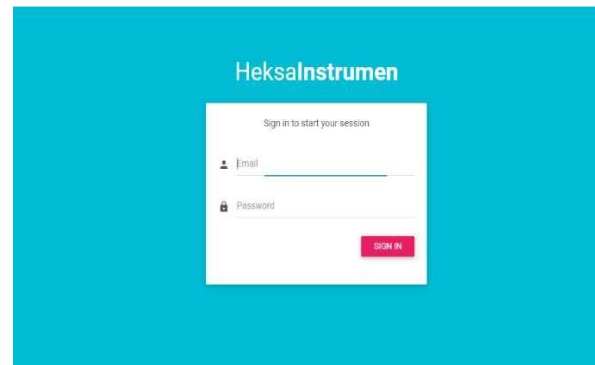 HeksaInstrumen
Sign in to start your session
Email
Password
SIGN IN